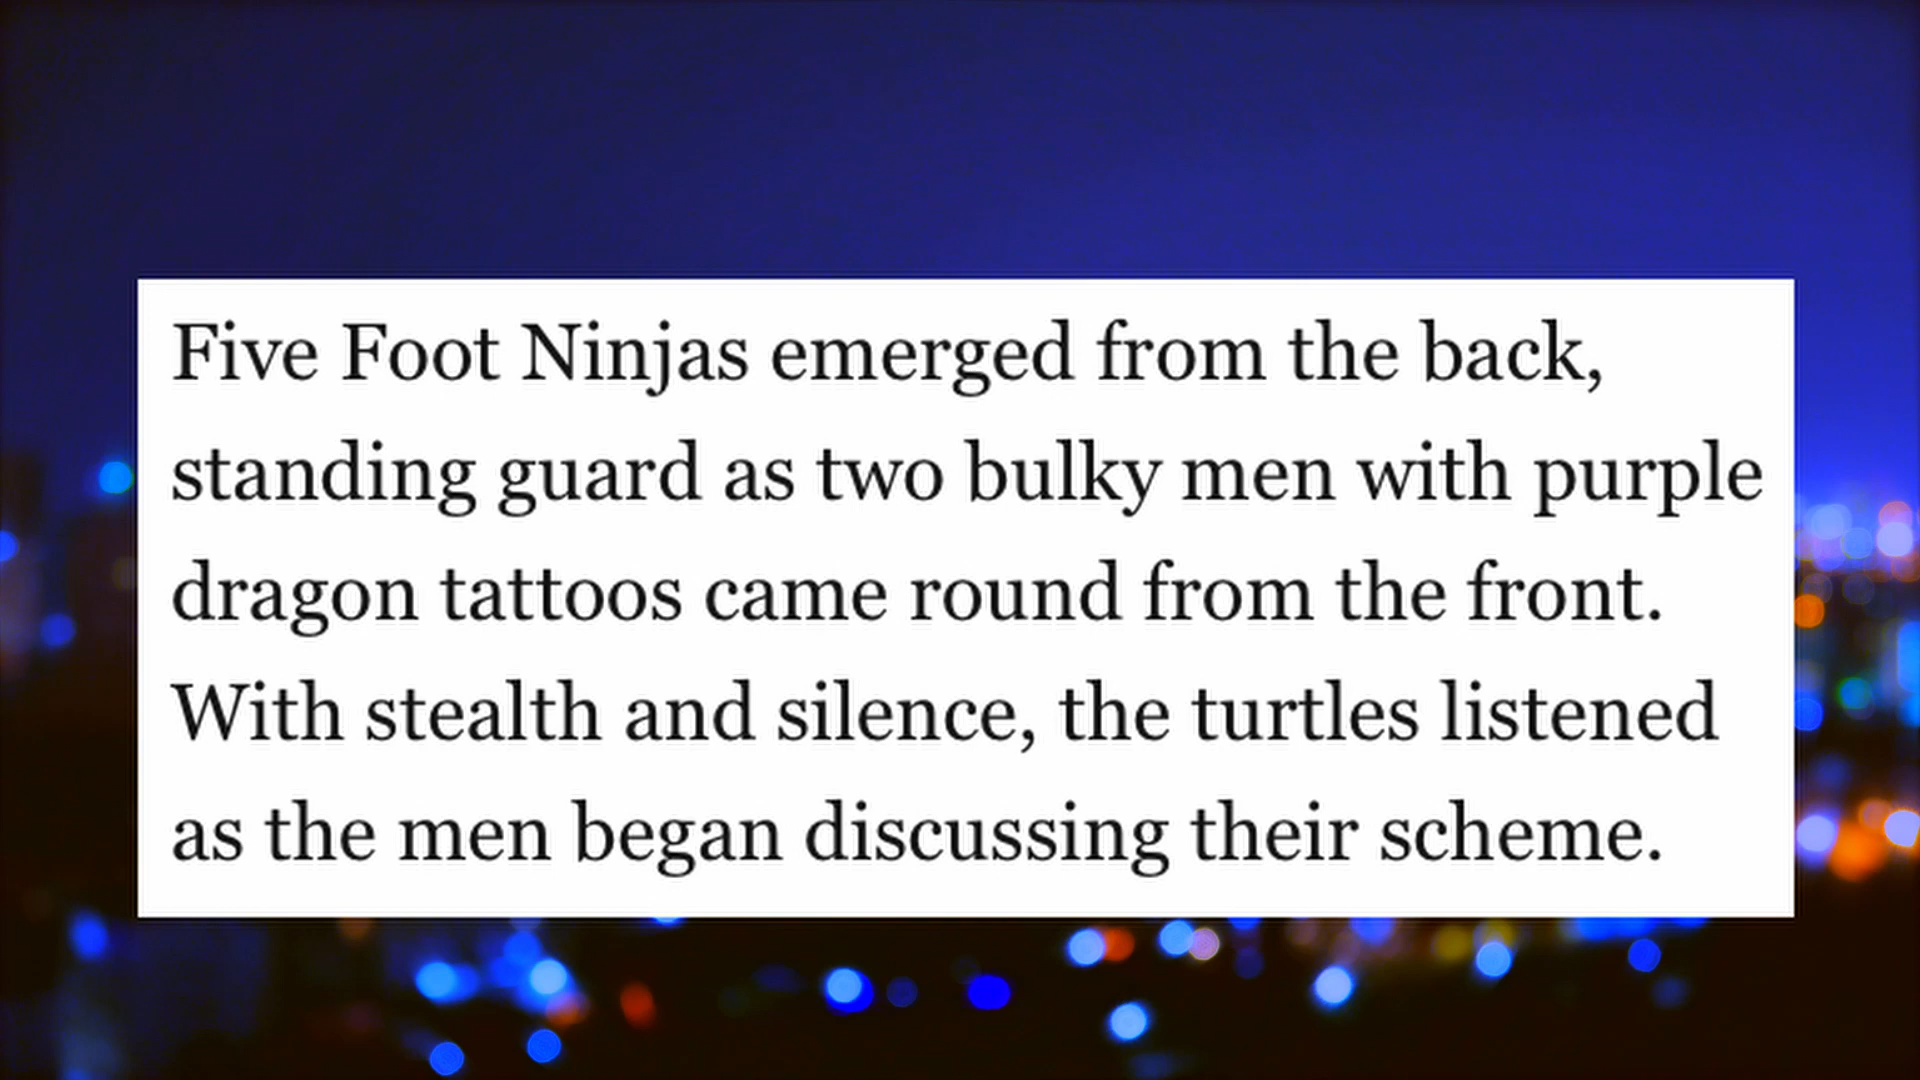 Five Foot Ninjas emerged from the back,
standing guard as two bulky men with purple
dragon tattoos came round from the front.
With stealth and silence, the turtles listened
as the men began discussing their scheme.